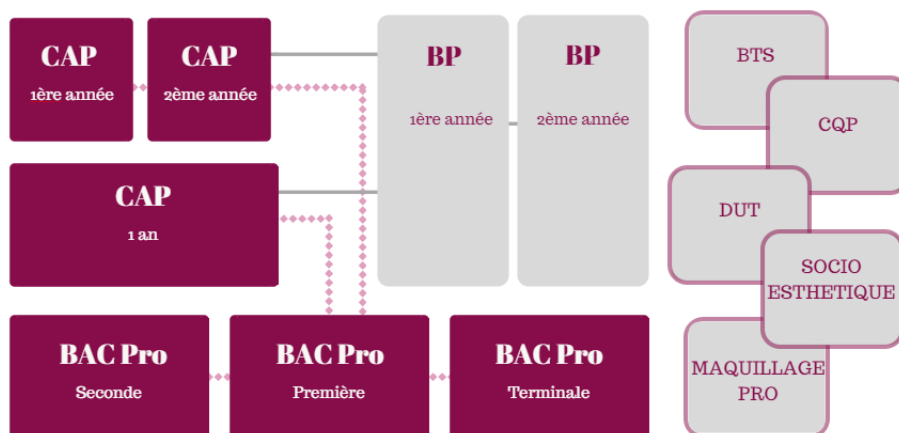 CAP
1ère année
CAP
2ème année
BP
1ère année
BP
2ème année
CAP
1 an
BAC Pro
Seconde
BAC Pro
Première
BAC Pro
Terminale
BTS
CQP
DUT
SOCIO
ESTHETIQUE
MAQUILLAGE
PRO